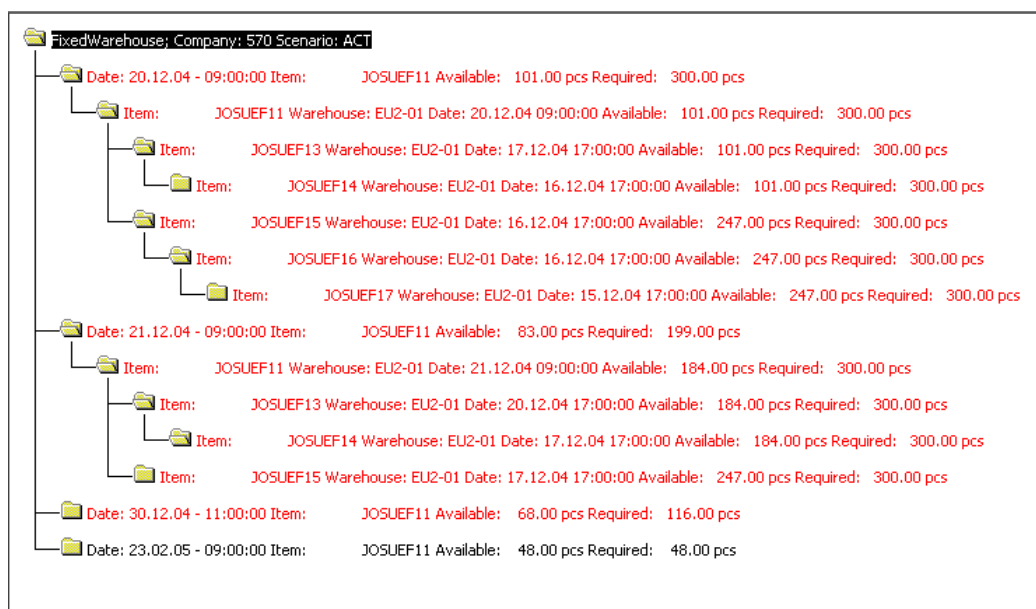 FixedWarehouse; Company: 570 Scenario: ACT
Date: 20.12.04 - 09:00:00 Item: JOSUEF11 Available: 101.00 pcs Required: 300.00 pcs
Item: JOSUEF11 Warehouse: EU2-01 Date: 20.12.04 09:00:00 Available: 101.00 pcs Required: 300.00 pcs
Item: JOSUEF13 Warehouse: EU2-01 Date: 17.12.04 17:00:00 Available: 101.00 pcs Required: 300.00 pcs
Item: JOSUEF14 Warehouse: EU2-01 Date: 16.12.04 17:00:00 Available: 101.00 pcs Required: 300.00 pcs
Item: JOSUEF15 Warehouse: EU2-01 Date: 16.12.04 17:00:00 Available: 247.00 pcs Required: 300.00 pcs
Item: JOSUEF16 Warehouse: EU2-01 Date: 16.12.04 17:00:00 Available: 247.00 pcs Required: 300.00 pcs
Item: JOSUEF17 Warehouse: EU2-01 Date: 15.12.04 17:00:00 Available: 247.00 pcs Required: 300.00 pcs
Date: 21.12.04 - 09:00:00 Item: JOSUEF11 Available: 83.00 pcs Required: 199.00 pcs
Item: JOSUEF11 Warehouse: EU2-01 Date: 21.12.04 09:00:00 Available: 184.00 pcs Required: 300.00 pcs
Item: JOSUEF13 Warehouse: EU2-01 Date: 20.12.04 17:00:00 Available: 184.00 pcs Required: 300.00 pcs
Item: JOSUEF14 Warehouse: EU2-01 Date: 17.12.04 17:00:00 Available: 184.00 pcs Required: 300.00 pcs
Item: JOSUEF15 Warehouse: EU2-01 Date: 17.12.04 17:00:00 Available: 247.00 pcs Required: 300.00 pcs
Date: 30.12.04 - 11:00:00 Item: JOSUEF11 Available: 68.00 pcs Required: 116.00 pcs
Date: 23.02.05 - 09:00:00 Item: JOSUEF11 Available: 48.00 pcs Required: 48.00 pcs